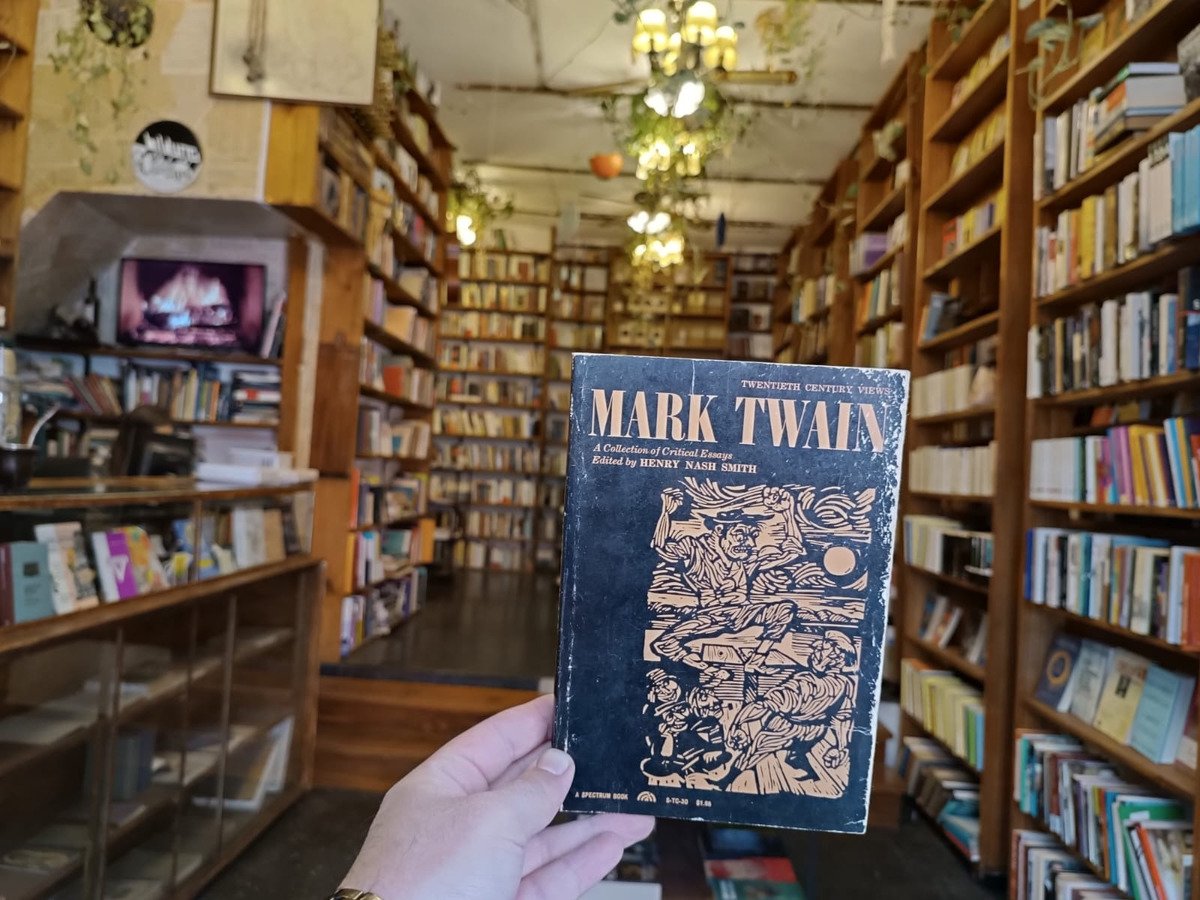 TWENTIETH CENTURY VIEWS
MARK TWAIN
A Collection of Critical Essays
Edited by HENRY NASH SMITH
A SPECTRUM BOOK S-TC-30 $1.95